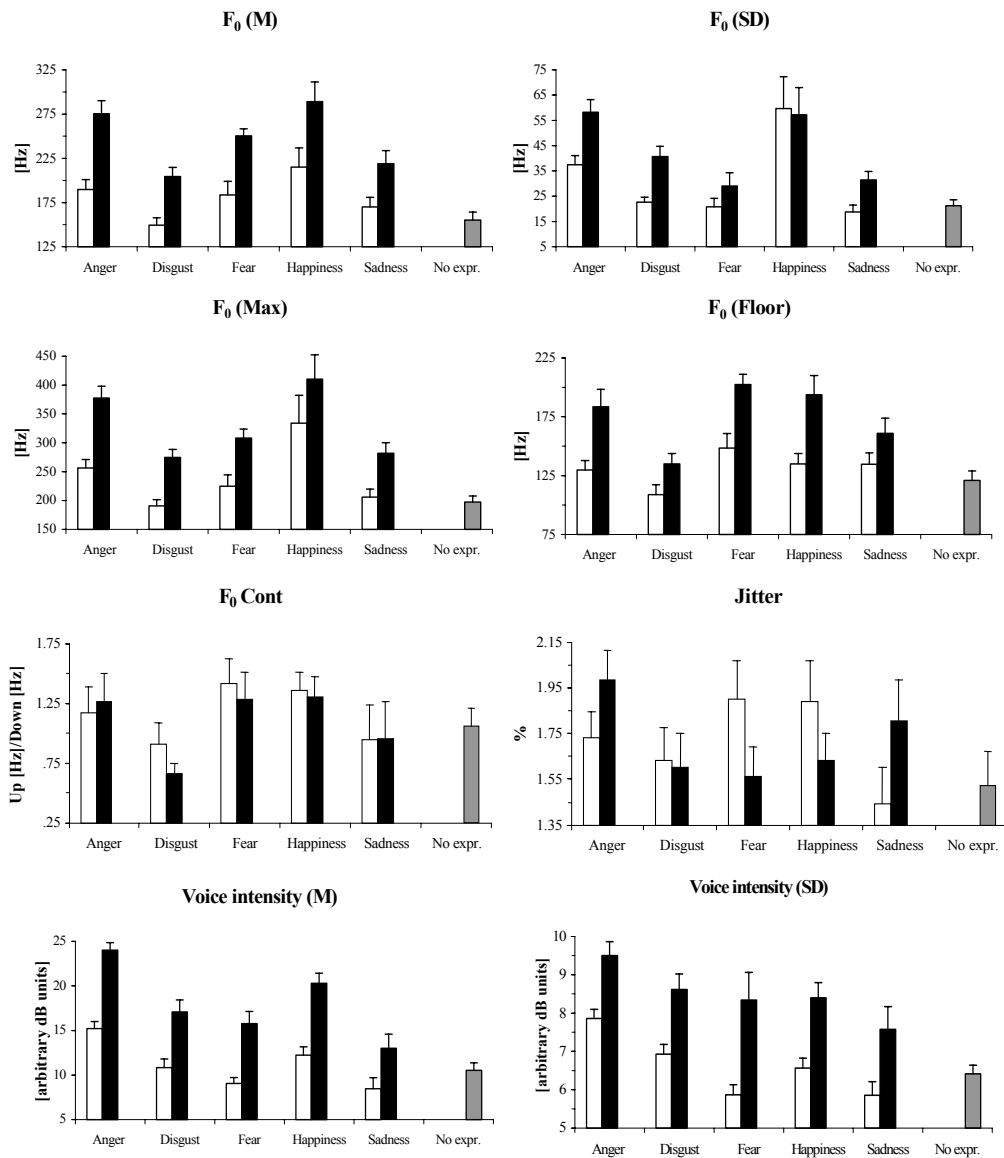 F₀ (M)
[Hz]
325
275
225
175
125
Anger Disgust Fear Happiness Sadness No expr.
F₀ (SD)
[Hz]
75
65
55
45
35
25
15
5
Anger Disgust Fear Happiness Sadness No expr.
F₀ (Max)
[Hz]
450
400
350
300
250
200
150
Anger Disgust Fear Happiness Sadness No expr.
F₀ (Floor)
[Hz]
225
175
125
75
Anger Disgust Fear Happiness Sadness No expr.
F₀ Cont
Up [Hz]/Down [Hz]
1.75
1.25
.75
.25
Anger Disgust Fear Happiness Sadness No expr.
Jitter
%
2.15
1.95
1.75
1.55
1.35
Anger Disgust Fear Happiness Sadness No expr.
Voice intensity (M)
[arbitrary dB units]
25
20
15
10
5
Anger Disgust Fear Happiness Sadness No expr.
Voice intensity (SD)
[arbitrary dB units]
10
9
8
7
6
5
Anger Disgust Fear Happiness Sadness No expr.